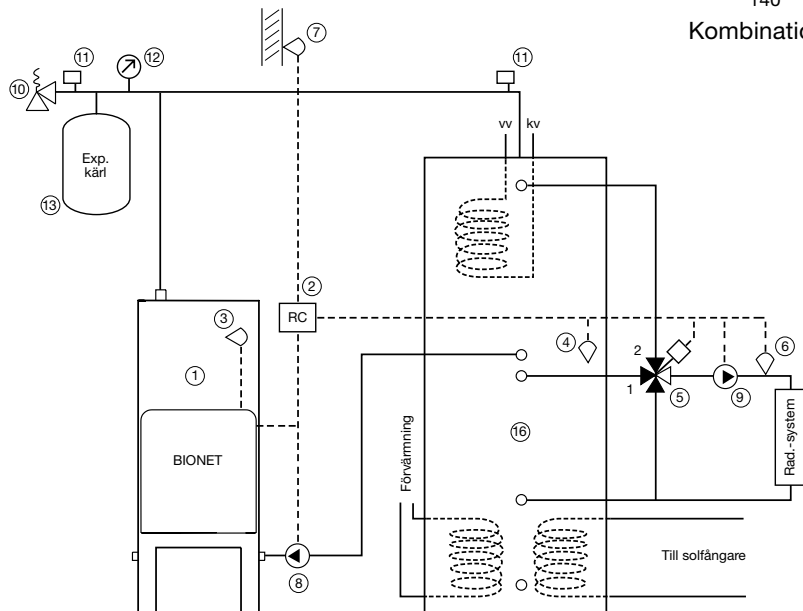 140
Kombinatio
7
11
12
11
10
vv kv
Exp.
kärl
13
2
RC
3
4
2
6
1
1
5
9
BIONET
16
Rad.-system
Förvärmning
Till solfångare
8